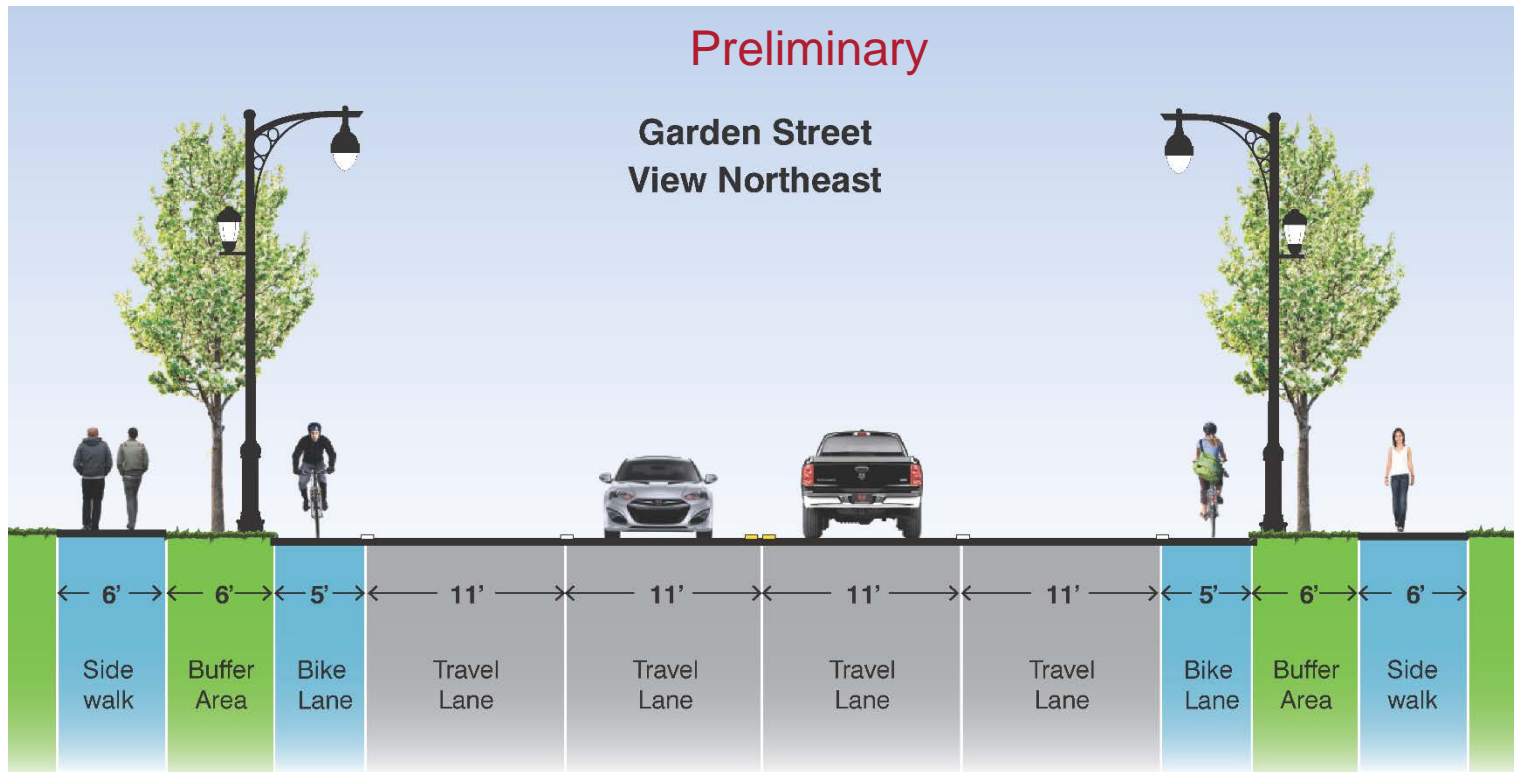 Preliminary
Garden Street
View Northeast
6’ 6’ 5’ 11’ 11’ 11’ 11’ 5’ 6’ 6’
Side walk
Buffer Area
Bike Lane
Travel Lane
Travel Lane
Travel Lane
Travel Lane
Bike Lane
Buffer Area
Side walk